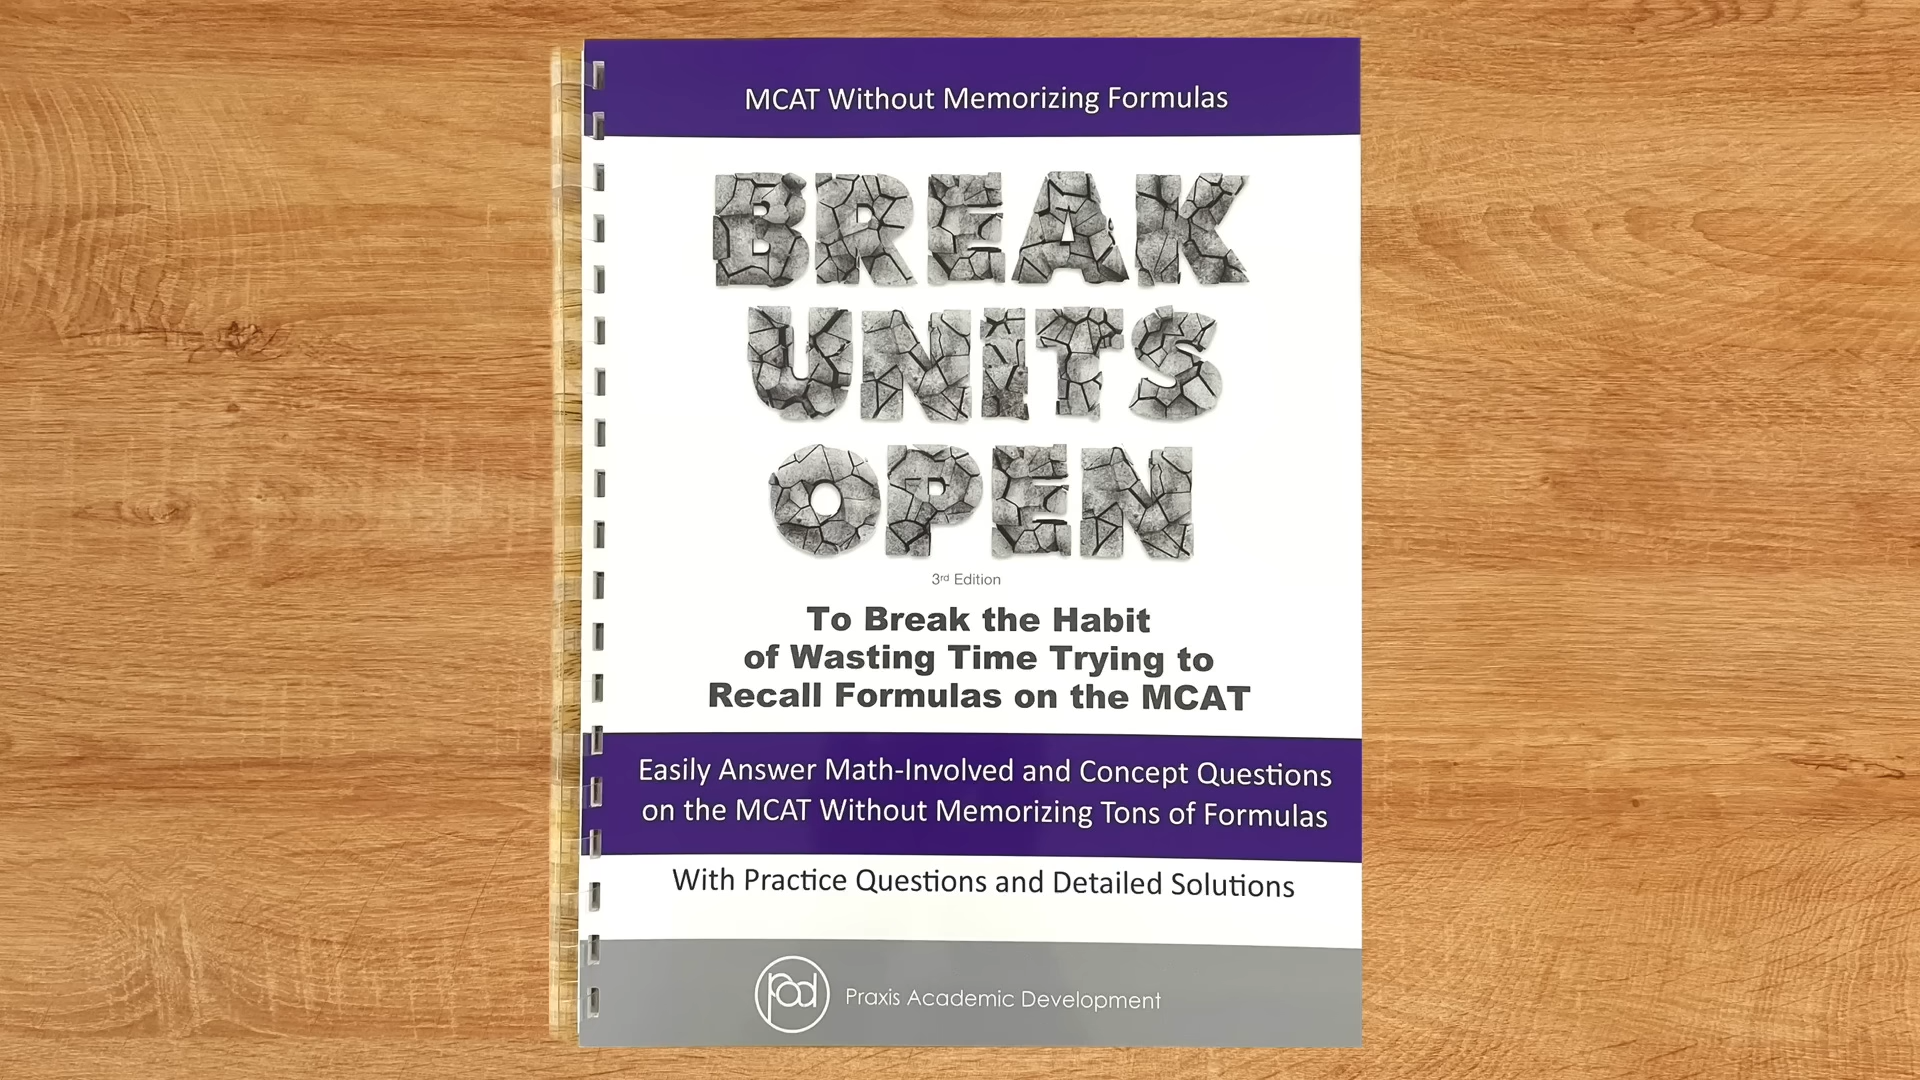 MCAT Without Memorizing Formulas
BREAK
UNITS
OPEN
3rd Edition
To Break the Habit
of Wasting Time Trying to
Recall Formulas on the MCAT
Easily Answer Math-Involved and Concept Questions
on the MCAT Without Memorizing Tons of Formulas
With Practice Questions and Detailed Solutions
pad Praxis Academic Development